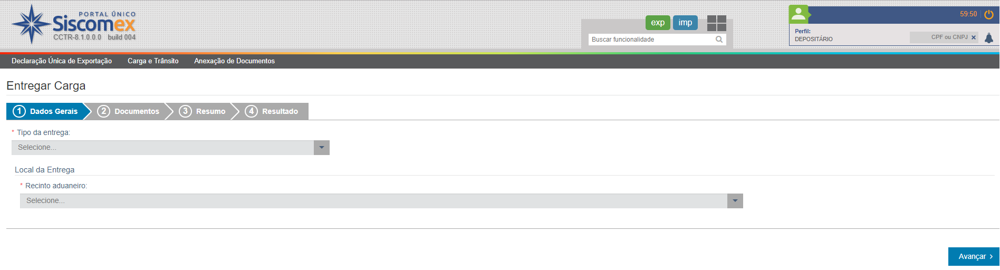 PORTAL ÚNICO
Siscomex
CCTR-8.1.0.0.0 build 004
exp imp
Buscar funcionalidade
59:50
Perfil:
DEPOSITÁRIO
CPF ou CNPJ
Declaração Única de Exportação Carga e Trânsito Anexação de Documentos
Entregar Carga
1 Dados Gerais 2 Documentos 3 Resumo 4 Resultado
* Tipo da entrega:
Selecione...
Local da Entrega
* Recinto aduaneiro:
Selecione...
Avançar